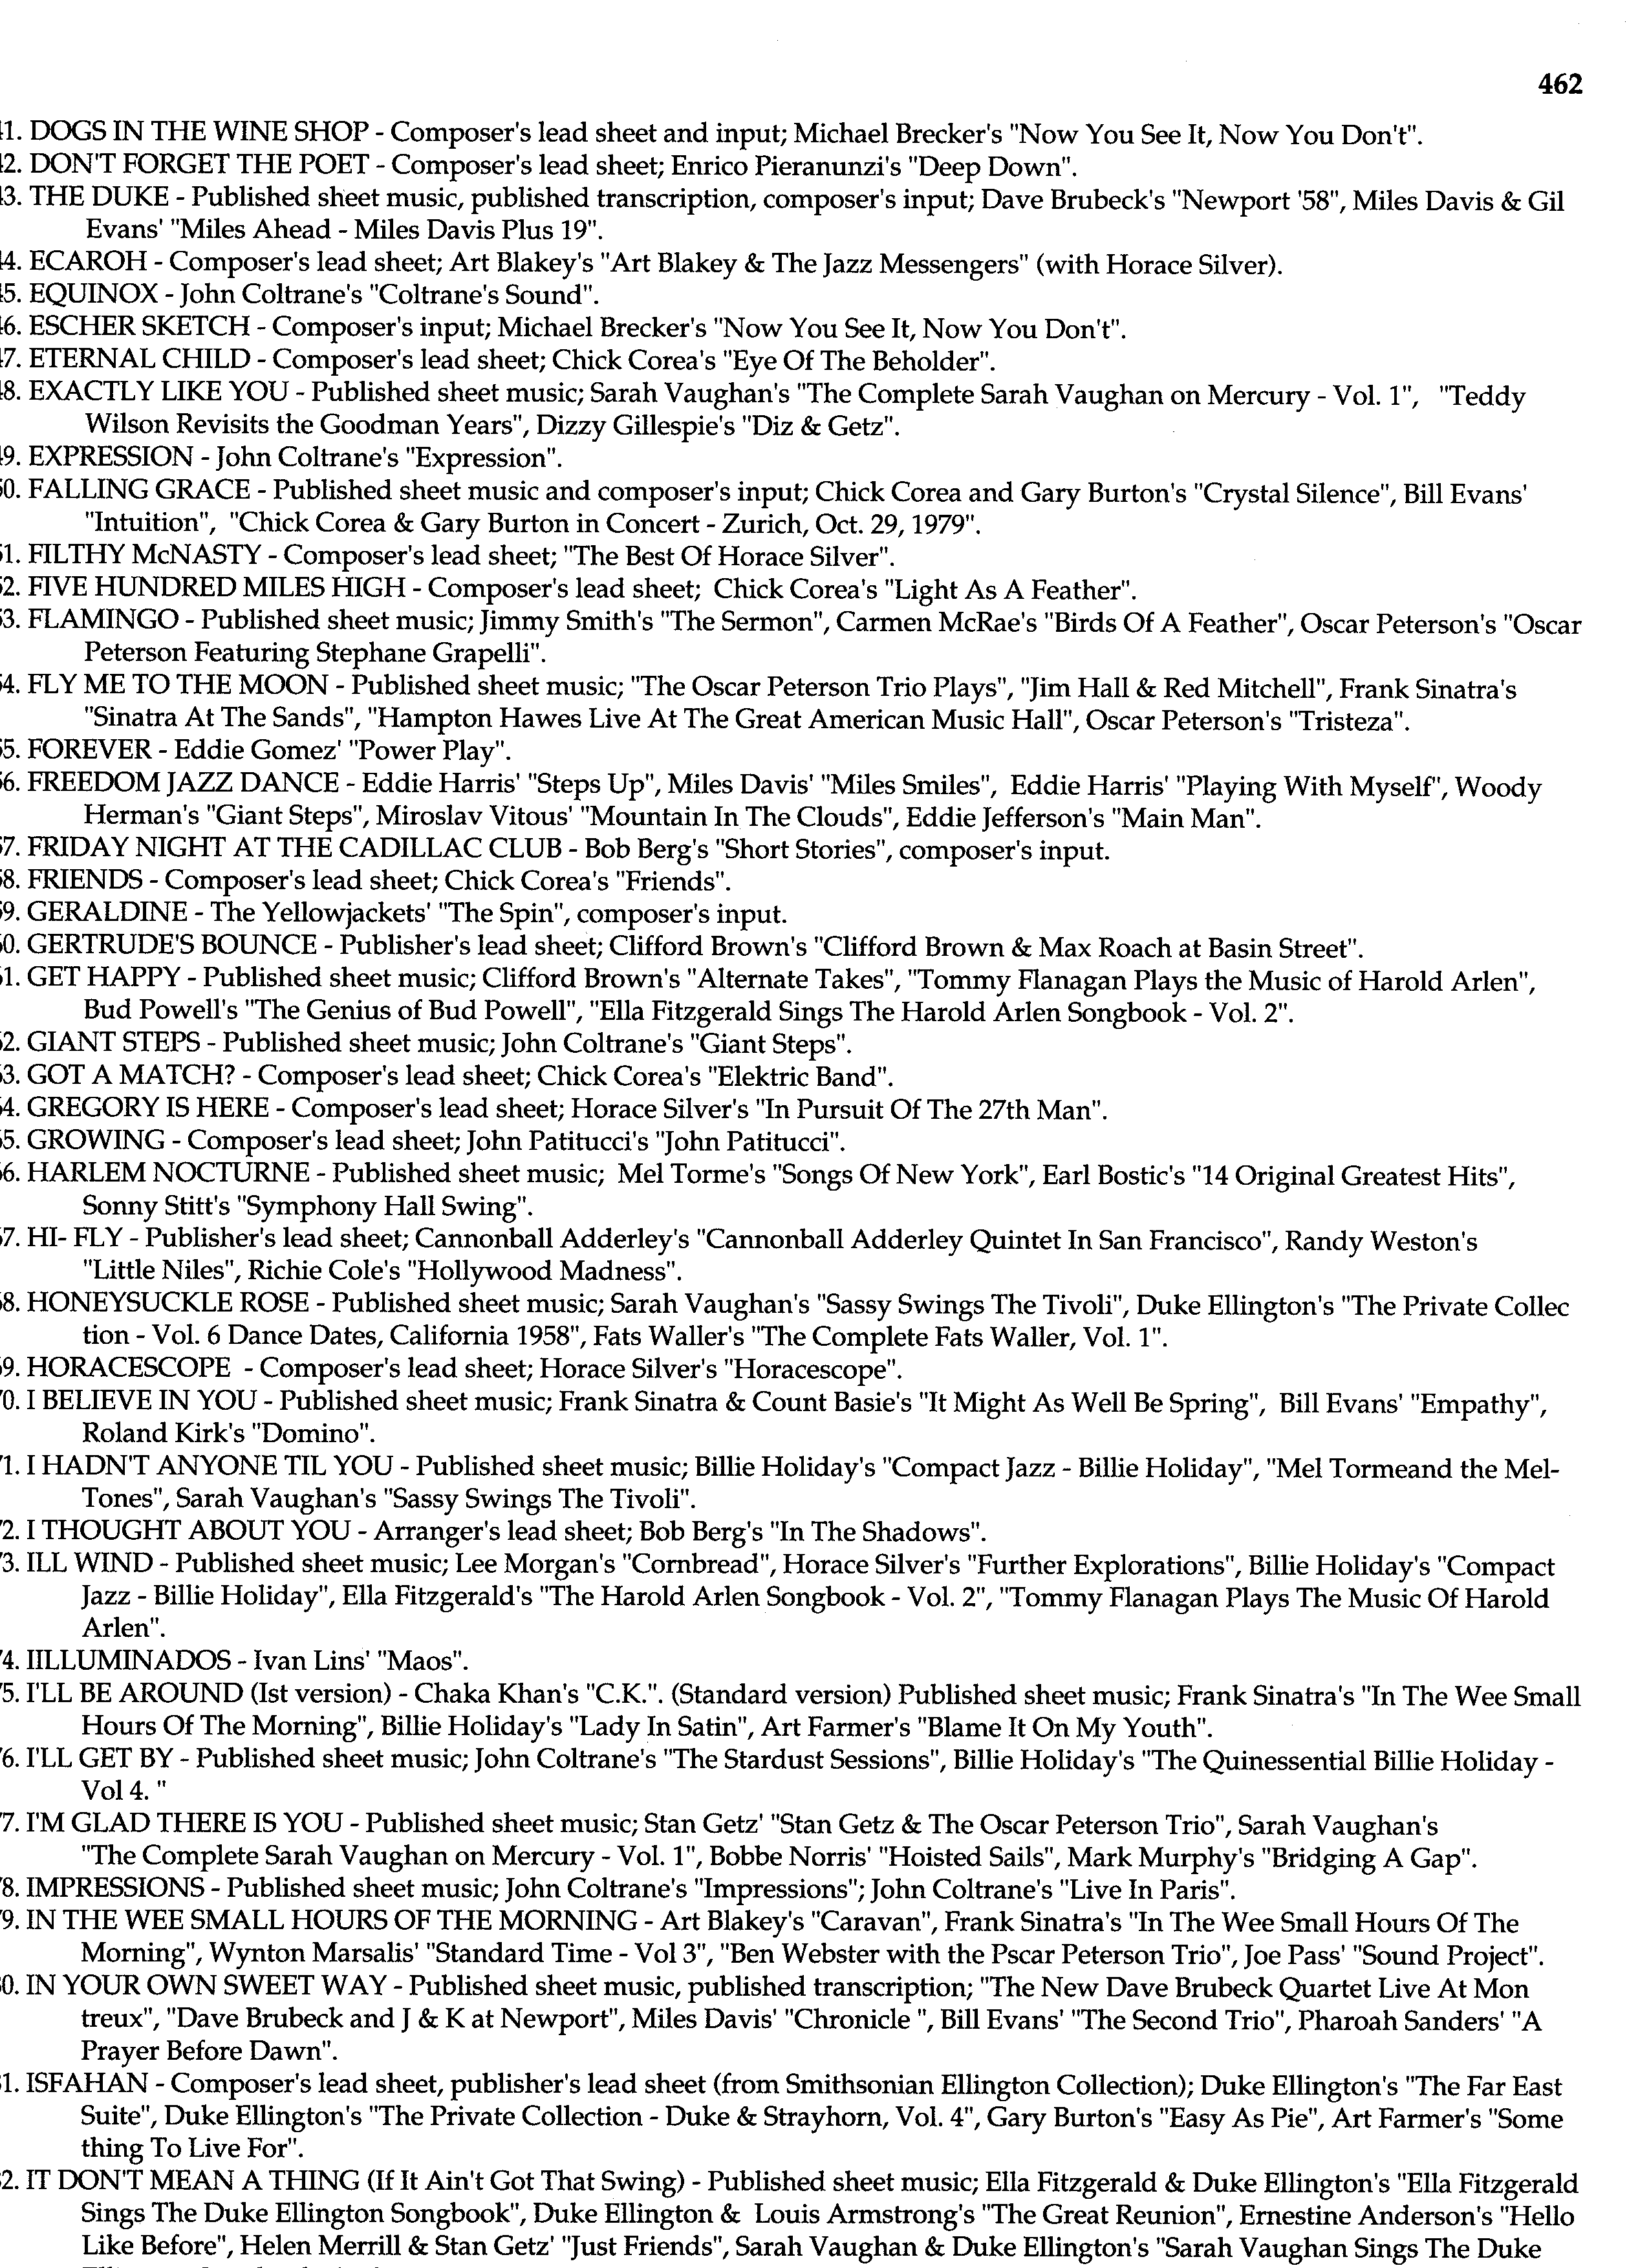 462
1. DOGS IN THE WINE SHOP - Composer's lead sheet and input; Michael Brecker's "Now You See It, Now You Don't".
2. DON'T FORGET THE POET - Composer's lead sheet; Enrico Pieranunzi's "Deep Down".
3. THE DUKE - Published sheet music, published transcription, composer's input; Dave Brubeck's "Newport '58", Miles Davis & Gil
Evans' "Miles Ahead - Miles Davis Plus 19".
4. ECAROH - Composer's lead sheet; Art Blakey's "Art Blakey & The Jazz Messengers" (with Horace Silver).
5. EQUINOX - John Coltrane's "Coltrane's Sound".
6. ESCHER SKETCH - Composer's input; Michael Brecker's "Now You See It, Now You Don't".
7. ETERNAL CHILD - Composer's lead sheet; Chick Corea's "Eye Of The Beholder".
8. EXACTLY LIKE YOU - Published sheet music; Sarah Vaughan's "The Complete Sarah Vaughan on Mercury - Vol. 1", "Teddy
Wilson Revisits the Goodman Years", Dizzy Gillespie's "Diz & Getz".
9. EXPRESSION - John Coltrane's "Expression".
0. FALLING GRACE - Published sheet music and composer's input; Chick Corea and Gary Burton's "Crystal Silence", Bill Evans'
"Intuition", "Chick Corea & Gary Burton in Concert - Zurich, Oct. 29, 1979".
1. FILTHY McNASTY - Composer's lead sheet; "The Best Of Horace Silver".
2. FIVE HUNDRED MILES HIGH - Composer's lead sheet; Chick Corea's "Light As A Feather".
3. FLAMINGO - Published sheet music; Jimmy Smith's "The Sermon", Carmen McRae's "Birds Of A Feather", Oscar Peterson's "Oscar
Peterson Featuring Stephane Grapelli".
4. FLY ME TO THE MOON - Published sheet music; "The Oscar Peterson Trio Plays", "Jim Hall & Red Mitchell", Frank Sinatra's
"Sinatra At The Sands", "Hampton Hawes Live At The Great American Music Hall", Oscar Peterson's "Tristeza".
5. FOREVER - Eddie Gomez' "Power Play".
6. FREEDOM JAZZ DANCE - Eddie Harris' "Steps Up", Miles Davis' "Miles Smiles", Eddie Harris' "Playing With Myself", Woody
Herman's "Giant Steps", Miroslav Vitous' "Mountain In The Clouds", Eddie Jefferson's "Main Man".
7. FRIDAY NIGHT AT THE CADILLAC CLUB - Bob Berg's "Short Stories", composer's input.
8. FRIENDS - Composer's lead sheet; Chick Corea's "Friends".
9. GERALDINE - The Yellowjackets' "The Spin", composer's input.
0. GERTRUDE'S BOUNCE - Publisher's lead sheet; Clifford Brown's "Clifford Brown & Max Roach at Basin Street".
1. GET HAPPY - Published sheet music; Clifford Brown's "Alternate Takes", "Tommy Flanagan Plays the Music of Harold Arlen",
Bud Powell's "The Genius of Bud Powell", "Ella Fitzgerald Sings The Harold Arlen Songbook - Vol. 2".
2. GIANT STEPS - Published sheet music; John Coltrane's "Giant Steps".
3. GOT A MATCH? - Composer's lead sheet; Chick Corea's "Elektric Band".
4. GREGORY IS HERE - Composer's lead sheet; Horace Silver's "In Pursuit Of The 27th Man".
5. GROWING - Composer's lead sheet; John Patitucci's "John Patitucci".
6. HARLEM NOCTURNE - Published sheet music; Mel Torme's "Songs Of New York", Earl Bostic's "14 Original Greatest Hits",
Sonny Stitt's "Symphony Hall Swing".
7. HI- FLY - Publisher's lead sheet; Cannonball Adderley's "Cannonball Adderley Quintet In San Francisco", Randy Weston's
"Little Niles", Richie Cole's "Hollywood Madness".
8. HONEYSUCKLE ROSE - Published sheet music; Sarah Vaughan's "Sassy Swings The Tivoli", Duke Ellington's "The Private Collec
tion - Vol. 6 Dance Dates, California 1958", Fats Waller's "The Complete Fats Waller, Vol. 1".
9. HORACESCOPE - Composer's lead sheet; Horace Silver's "Horacescope".
0. I BELIEVE IN YOU - Published sheet music; Frank Sinatra & Count Basie's "It Might As Well Be Spring", Bill Evans' "Empathy",
Roland Kirk's "Domino".
1. I HADN'T ANYONE TIL YOU - Published sheet music; Billie Holiday's "Compact Jazz - Billie Holiday", "Mel Tormeand the Mel-
Tones", Sarah Vaughan's "Sassy Swings The Tivoli".
2. I THOUGHT ABOUT YOU - Arranger's lead sheet; Bob Berg's "In The Shadows".
3. ILL WIND - Published sheet music; Lee Morgan's "Cornbread", Horace Silver's "Further Explorations", Billie Holiday's "Compact
Jazz - Billie Holiday", Ella Fitzgerald's "The Harold Arlen Songbook - Vol. 2", "Tommy Flanagan Plays The Music Of Harold
Arlen".
4. IILLUMINADOS - Ivan Lins' "Maos".
5. I'LL BE AROUND (Ist version) - Chaka Khan's "C.K.". (Standard version) Published sheet music; Frank Sinatra's "In The Wee Small
Hours Of The Morning", Billie Holiday's "Lady In Satin", Art Farmer's "Blame It On My Youth".
6. I'LL GET BY - Published sheet music; John Coltrane's "The Stardust Sessions", Billie Holiday's "The Quinessential Billie Holiday -
Vol 4. "
7. I'M GLAD THERE IS YOU - Published sheet music; Stan Getz' "Stan Getz & The Oscar Peterson Trio", Sarah Vaughan's
"The Complete Sarah Vaughan on Mercury - Vol. 1", Bobbe Norris' "Hoisted Sails", Mark Murphy's "Bridging A Gap".
8. IMPRESSIONS - Published sheet music; John Coltrane's "Impressions"; John Coltrane's "Live In Paris".
9. IN THE WEE SMALL HOURS OF THE MORNING - Art Blakey's "Caravan", Frank Sinatra's "In The Wee Small Hours Of The
Morning", Wynton Marsalis' "Standard Time - Vol 3", "Ben Webster with the Pscar Peterson Trio", Joe Pass' "Sound Project".
0. IN YOUR OWN SWEET WAY - Published sheet music, published transcription; "The New Dave Brubeck Quartet Live At Mon
treux", "Dave Brubeck and J & K at Newport", Miles Davis' "Chronicle ", Bill Evans' "The Second Trio", Pharoah Sanders' "A
Prayer Before Dawn".
1. ISFAHAN - Composer's lead sheet, publisher's lead sheet (from Smithsonian Ellington Collection); Duke Ellington's "The Far East
Suite", Duke Ellington's "The Private Collection - Duke & Strayhorn, Vol. 4", Gary Burton's "Easy As Pie", Art Farmer's "Some
thing To Live For".
2. IT DON'T MEAN A THING (If It Ain't Got That Swing) - Published sheet music; Ella Fitzgerald & Duke Ellington's "Ella Fitzgerald
Sings The Duke Ellington Songbook", Duke Ellington & Louis Armstrong's "The Great Reunion", Ernestine Anderson's "Hello
Like Before", Helen Merrill & Stan Getz' "Just Friends", Sarah Vaughan & Duke Ellington's "Sarah Vaughan Sings The Duke